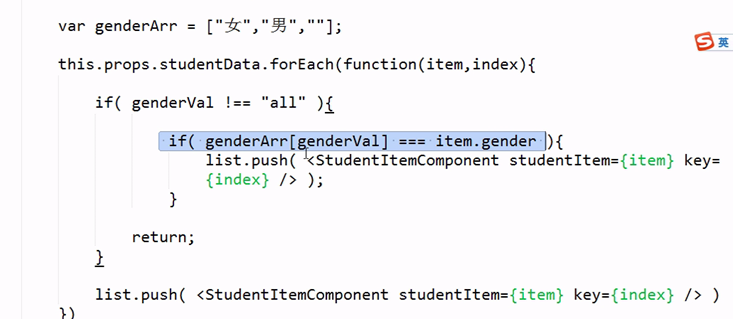 var genderArr = ["女","男",""];
this.props.studentData.forEach(function(item,index){
if( genderVal !== "all" ){
if( genderArr[genderVal] === item.gender ){
list.push( <StudentItemComponent studentItem={item} key=
{index} /> );
}
return;
}
list.push( <StudentItemComponent studentItem={item} key={index} /> )
})
S 英